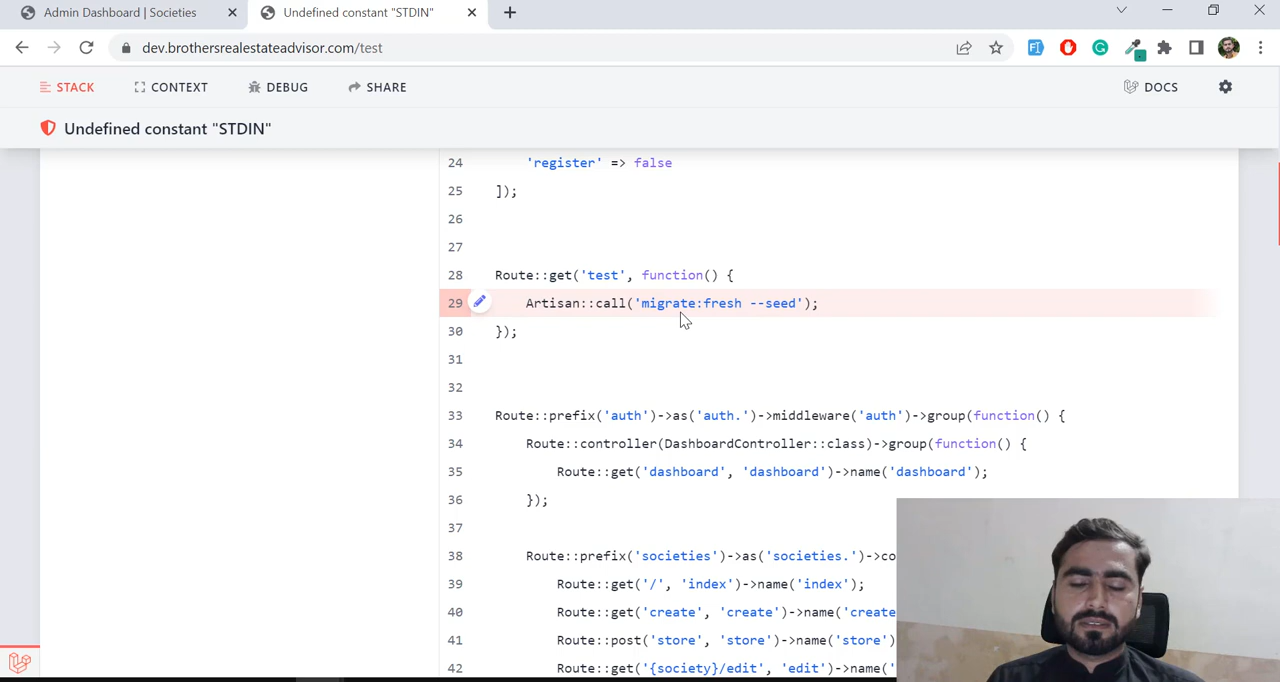 Admin Dashboard | Societies
Undefined constant "STDIN"
dev.brothersrealestateadvisor.com/test
STACK
CONTEXT
DEBUG
SHARE
DOCS
Undefined constant "STDIN"
24 'register' => false
25 ]);
26
27
28 Route::get('test', function() {
29 Artisan::call('migrate:fresh --seed');
30 });
31
32
33 Route::prefix('auth')->as('auth.')->middleware('auth')->group(function() {
34 Route::controller(DashboardController::class)->group(function() {
35 Route::get('dashboard', 'dashboard')->name('dashboard');
36 });
37
38 Route::prefix('societies')->as('societies.')->co
39 Route::get('/', 'index')->name('index');
40 Route::get('create', 'create')->name('create
41 Route::post('store', 'store')->name('store')
42 Route::get('{society}/edit', 'edit')->name('